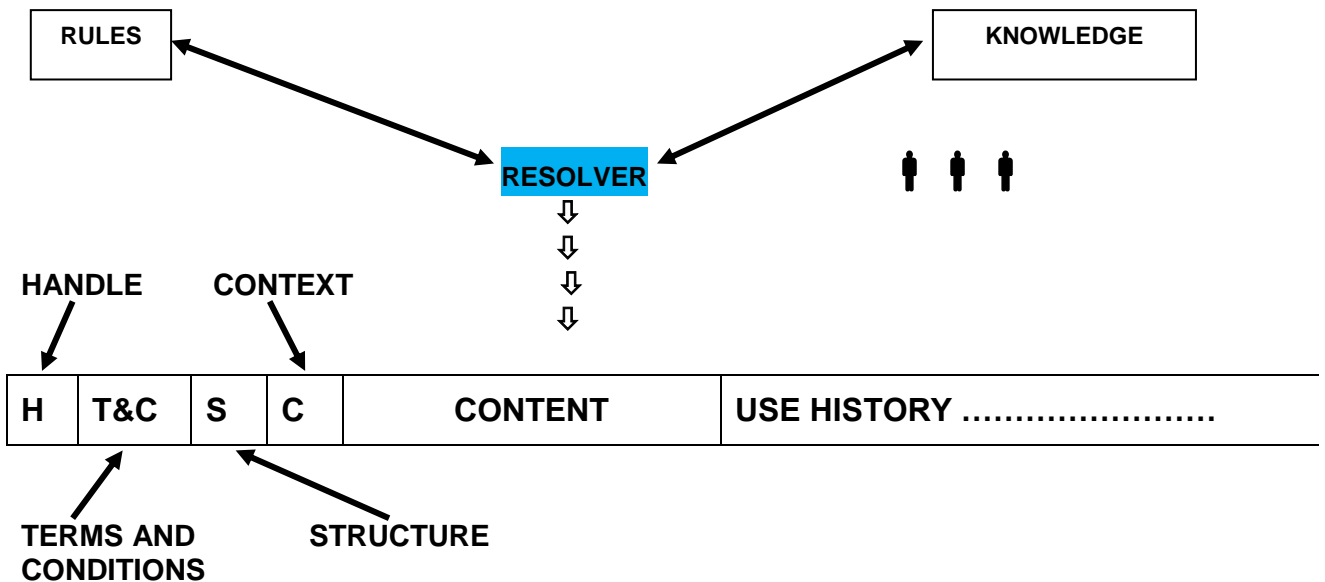 RULES
KNOWLEDGE
RESOLVER
HANDLE
CONTEXT
H
T&C
S
C
CONTENT
USE HISTORY ……………………
TERMS AND
CONDITIONS
STRUCTURE